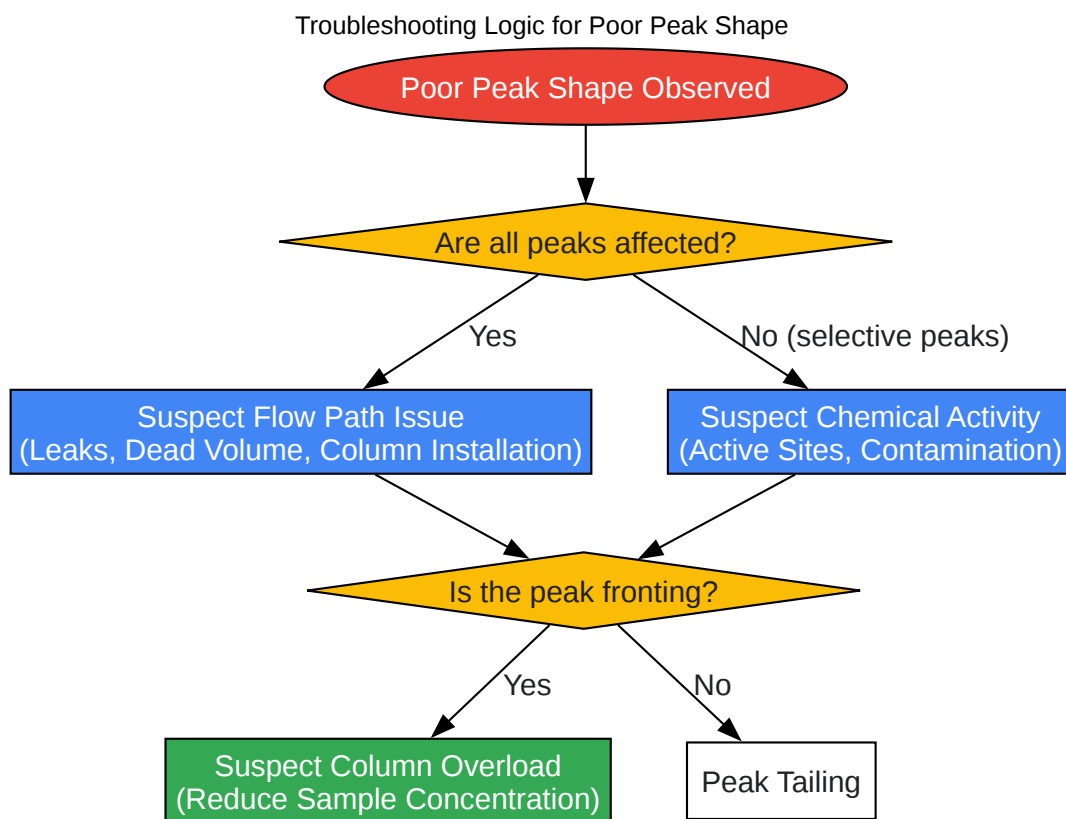 Troubleshooting Logic for Poor Peak Shape
Poor Peak Shape Observed
Are all peaks affected?
Yes
No (selective peaks)
Suspect Flow Path Issue
(Leaks, Dead Volume, Column Installation)
Suspect Chemical Activity
(Active Sites, Contamination)
Is the peak fronting?
Yes
No
Suspect Column Overload
(Reduce Sample Concentration)
Peak Tailing